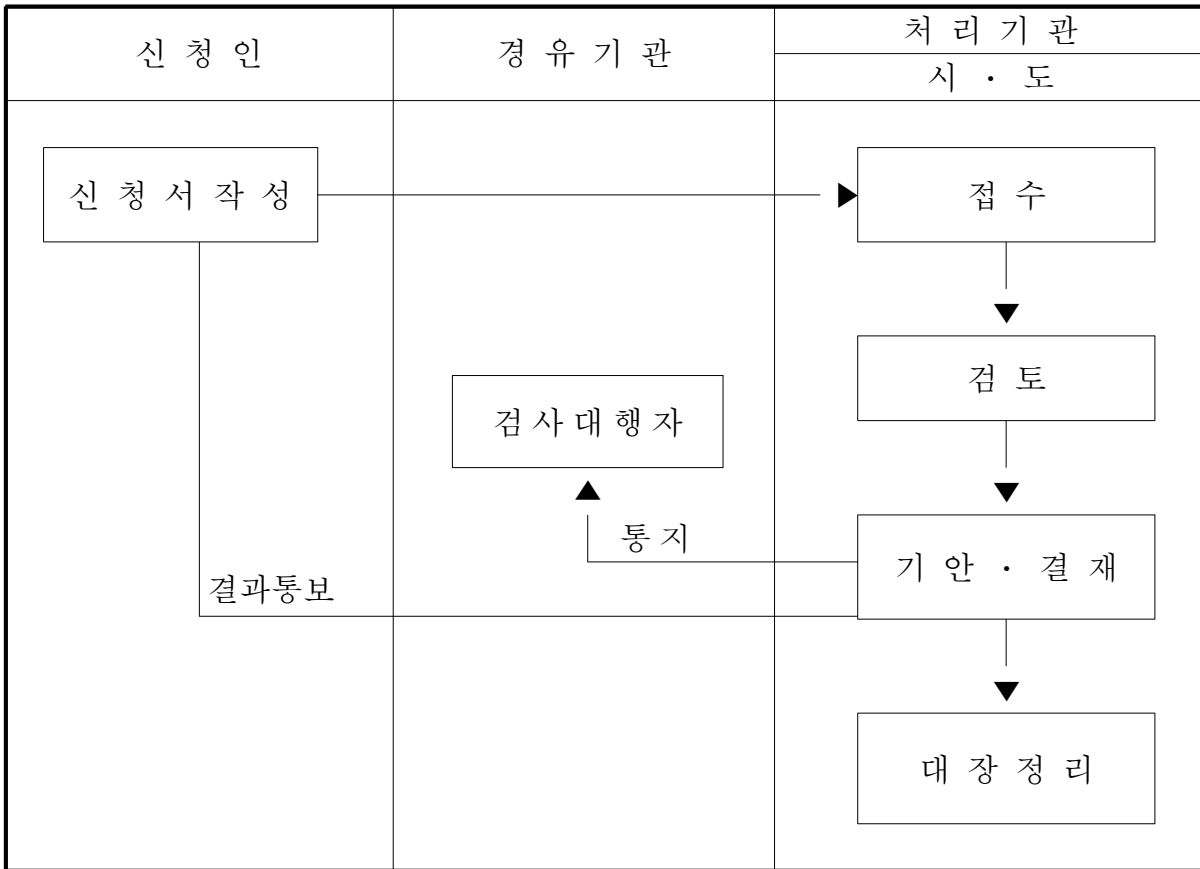 신 청 인
경 유 기 관
처 리 기 관
시 · 도
신 청 서 작 성
접 수
검 토
검 사 대 행 자
통 지
기 안 · 결 재
결과통보
대 장 정 리